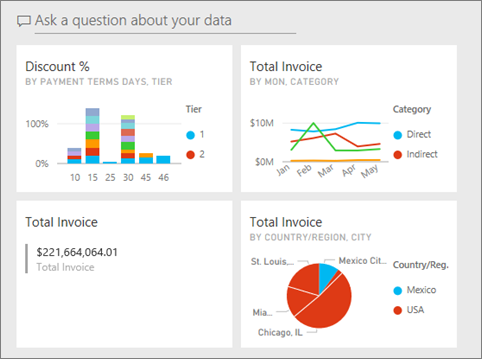 Ask a question about your data
Discount %
BY PAYMENT TERMS DAYS, TIER
Tier
100%
1
2
0%
10 15 25 30 45 46
Total Invoice
BY MON, CATEGORY
Category
$10M
Direct
Indirect
$0M
Jan Feb Mar Apr May
Total Invoice
$221,664,064.01
Total Invoice
Total Invoice
BY COUNTRY/REGION, CITY
St. Louis,...
Mexico Cit...
Country/Reg.
Mexico
USA
Mia...
Chicago, IL